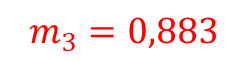 m₃ = 0,883